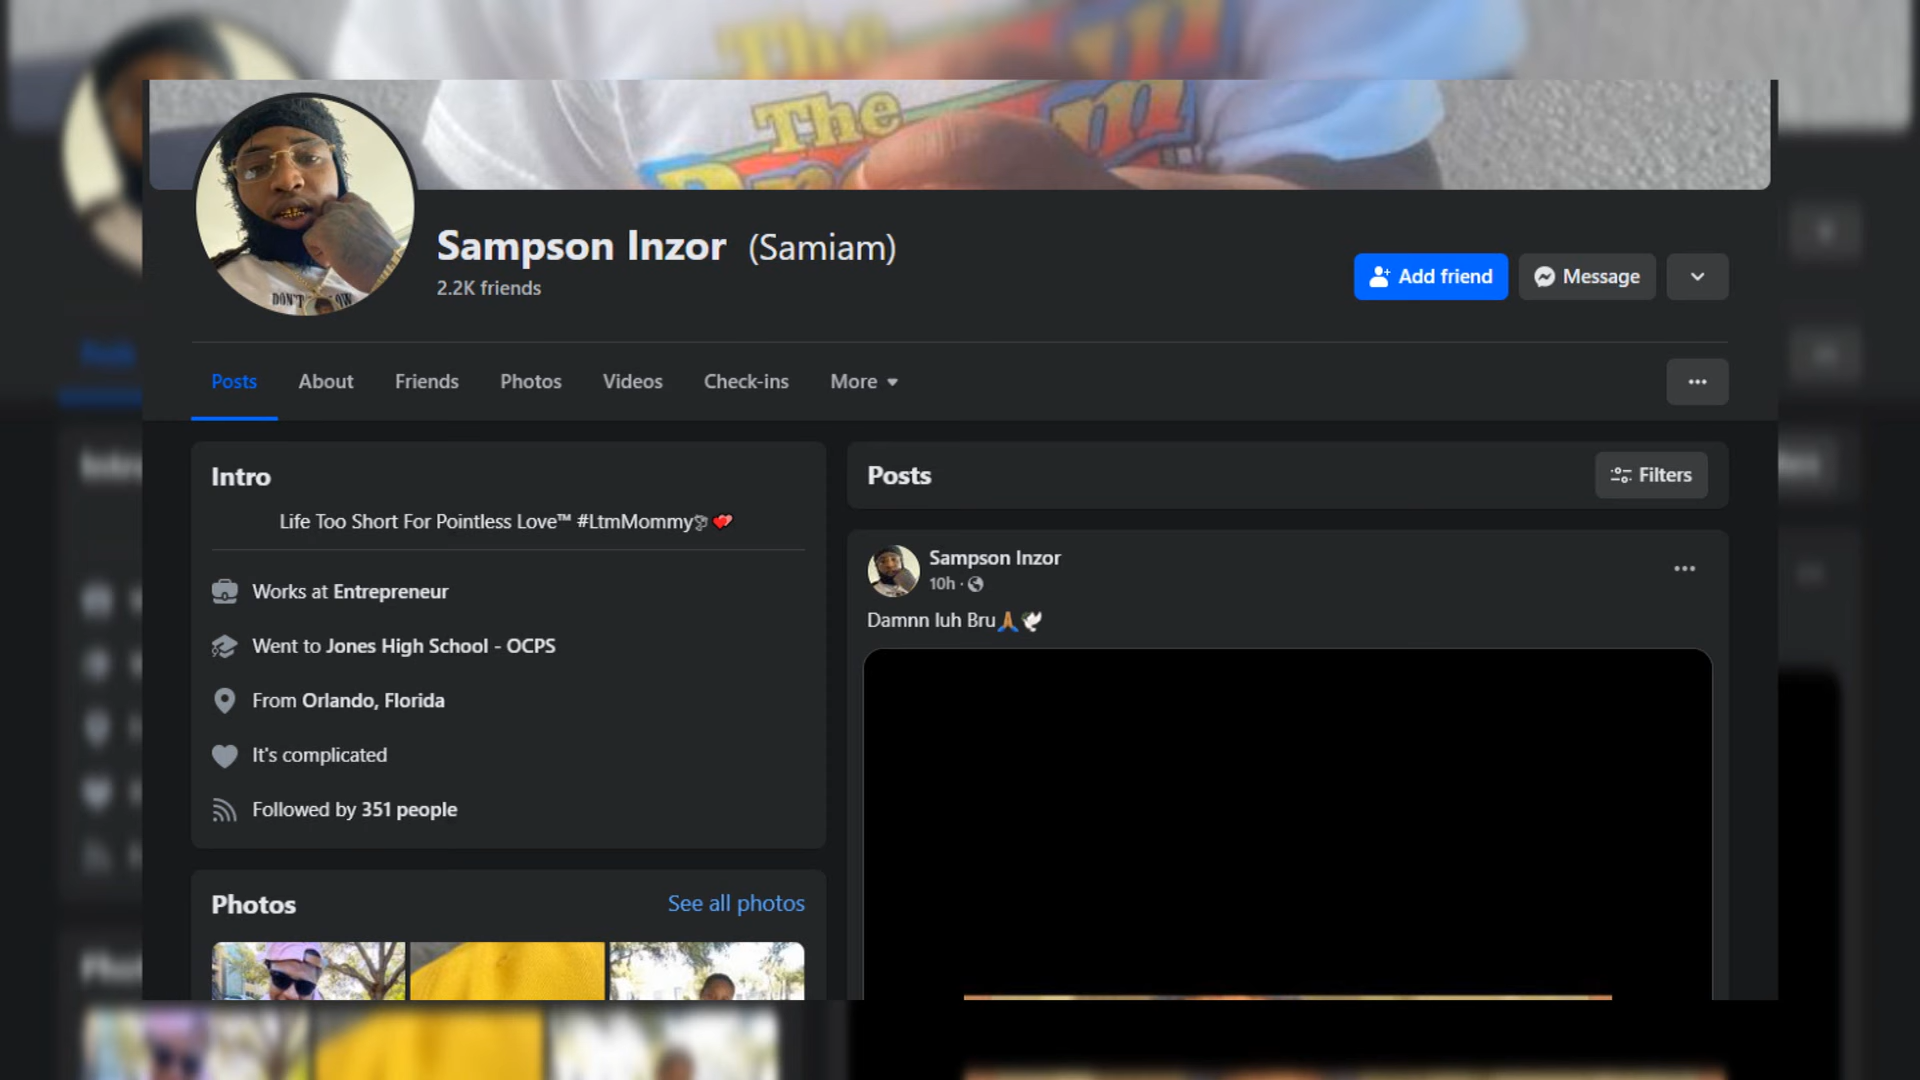 The
Sampson Inzor (Samiam)
2.2K friends
Add friend
Message
Posts
About
Friends
Photos
Videos
Check-ins
More
Intro
Life Too Short For Pointless Love™ #LtmMommy
Works at Entrepreneur
Went to Jones High School - OCPS
From Orlando, Florida
It's complicated
Followed by 351 people
Photos
See all photos
Posts
Filters
Sampson Inzor
10h
Damnn luh Bru🙏🏽🕊